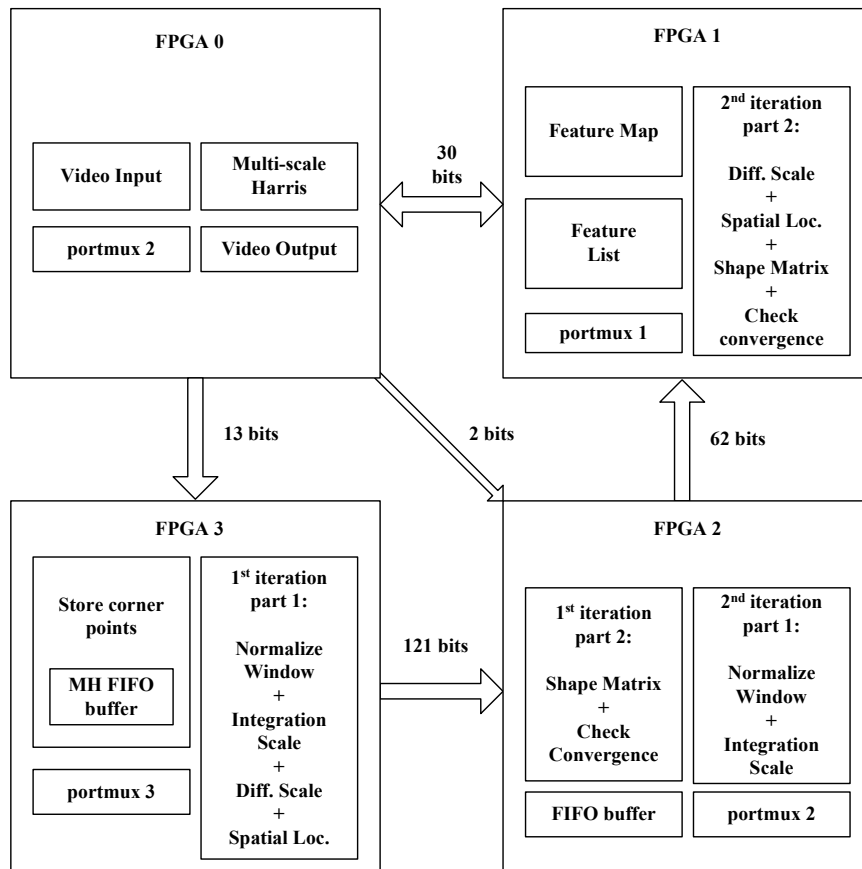 FPGA 0
Video Input
Multi-scale
Harris
portmux 2
Video Output
30
bits
FPGA 1
Feature Map
Feature
List
portmux 1
2nd iteration
part 2:
Diff. Scale
+
Spatial Loc.
+
Shape Matrix
+
Check
convergence
13 bits
2 bits
62 bits
FPGA 3
Store corner
points
MH FIFO
buffer
portmux 3
1st iteration
part 1:
Normalize
Window
+
Integration
Scale
+
Diff. Scale
+
Spatial Loc.
121 bits
FPGA 2
1st iteration
part 2:
Shape Matrix
+
Check
Convergence
FIFO buffer
2nd iteration
part 1:
Normalize
Window
+
Integration
Scale
portmux 2